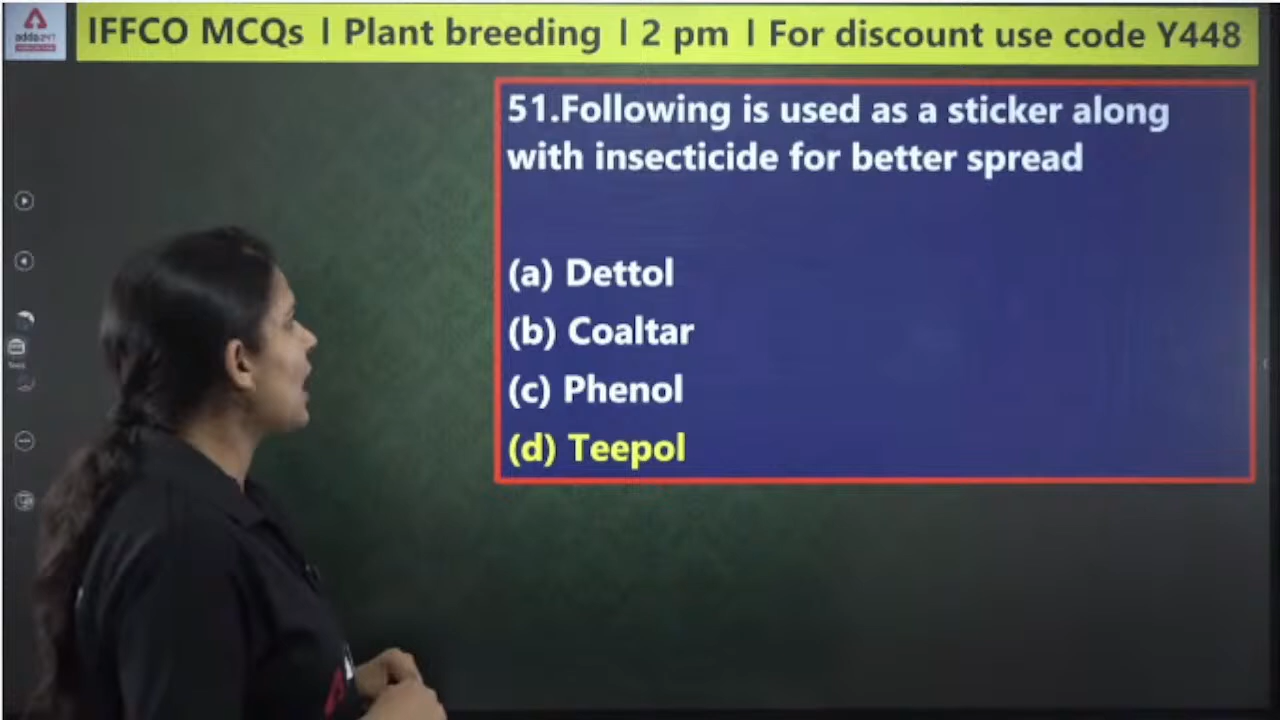 adda247
IFFCO MCQs I Plant breeding I 2 pm I For discount use code Y448
51.Following is used as a sticker along
with insecticide for better spread
(a) Dettol
(b) Coaltar
(c) Phenol
(d) Teepol